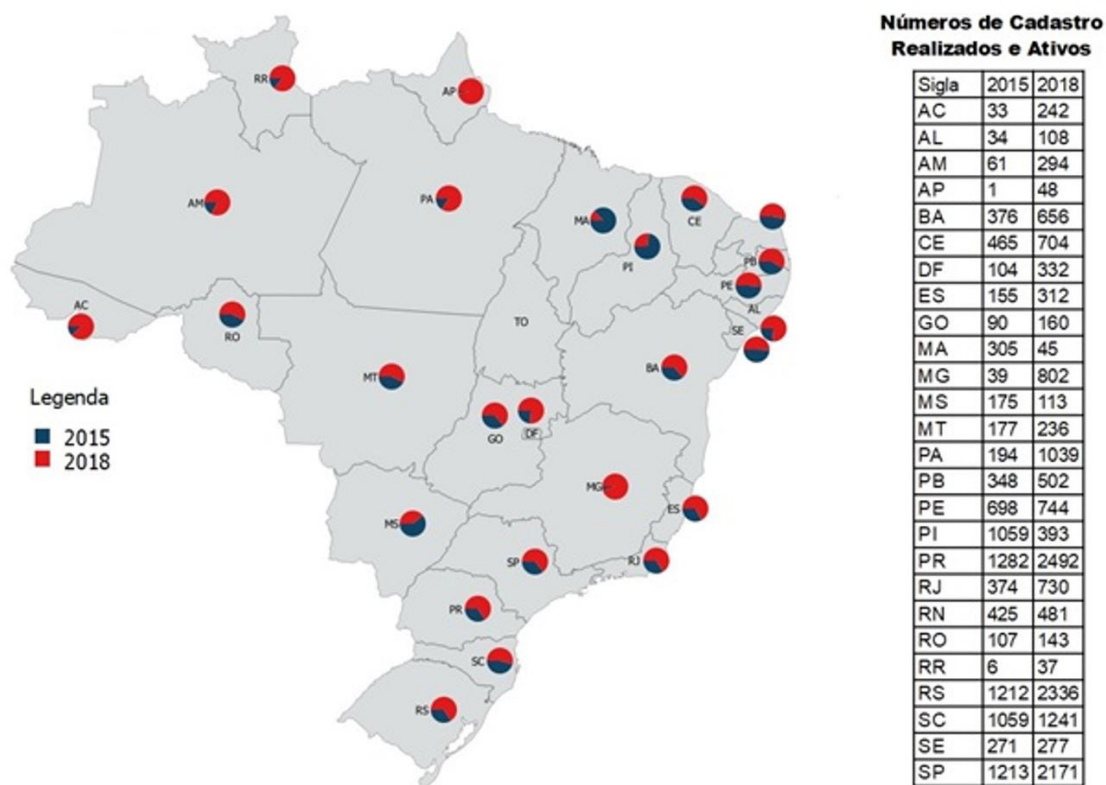 Números de Cadastro
Realizados e Ativos
Sigla 2015 2018
AC 33 242
AL 34 108
AM 61 294
AP 1 48
BA 376 656
CE 465 704
DF 104 332
ES 155 312
GO 90 160
MA 305 45
MG 39 802
MS 175 113
MT 177 236
PA 194 1039
PB 348 502
PE 698 744
PI 1059 393
PR 1282 2492
RJ 374 730
RN 425 481
RO 107 143
RR 6 37
RS 1212 2336
SC 1059 1241
SE 271 277
SP 1213 2171
RR
AP
AM
PA
MA
CE
PI
PB
PE
AL
SE
AC
RO
TO
MT
BA
GO
DF
MG
ES
MS
SP
RJ
PR
SC
RS
Legenda
2015
2018